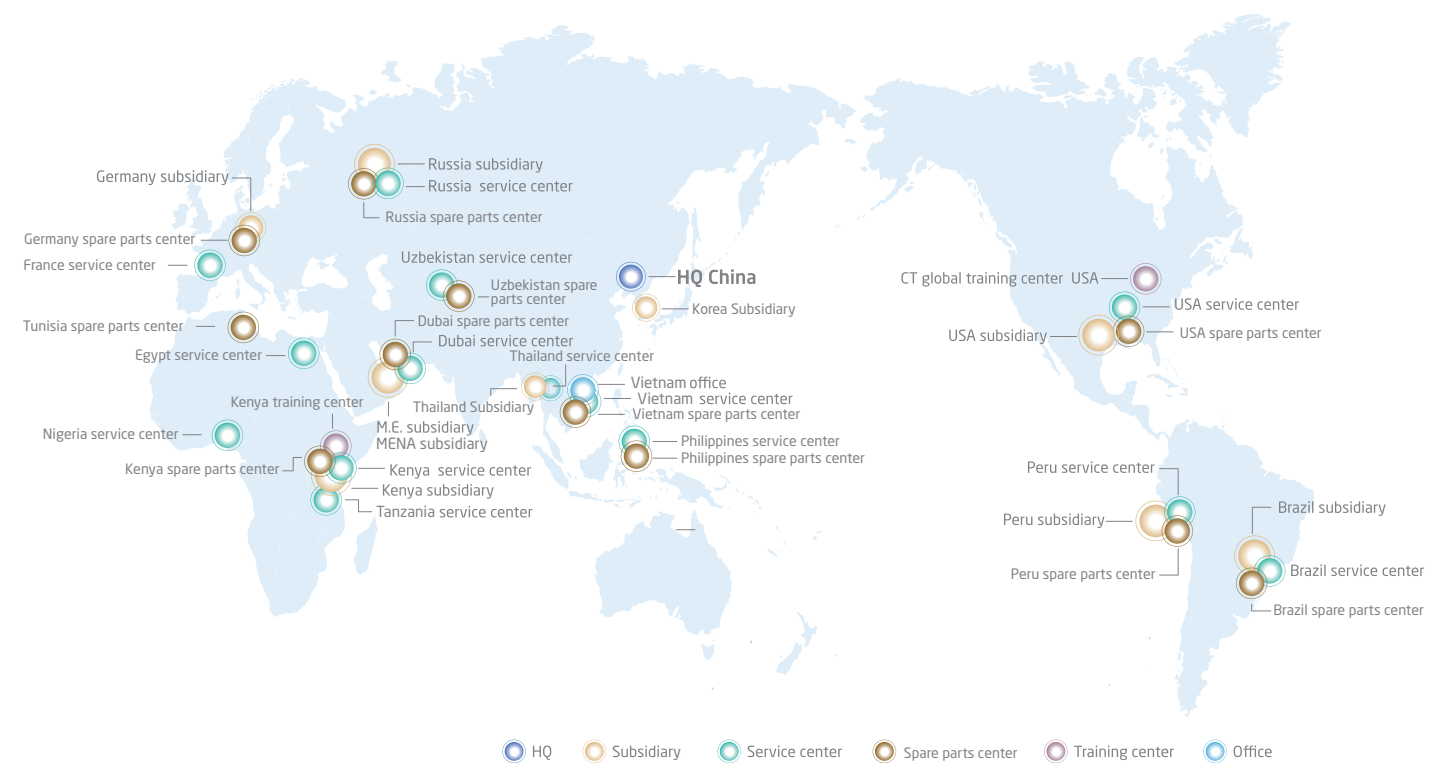 Russia subsidiary
Russia service center
Russia spare parts center
Germany subsidiary
Germany spare parts center
France service center
Uzbekistan service center
Uzbekistan spare
parts center
HQ China
Korea Subsidiary
CT global training center USA
USA service center
USA subsidiary
USA spare parts center
Tunisia spare parts center
Egypt service center
Dubai spare parts center
Dubai service center
Thailand service center
Thailand Subsidiary
Vietnam office
Vietnam service center
Vietnam spare parts center
M.E. subsidiary
MENA subsidiary
Kenya training center
Nigeria service center
Kenya spare parts center
Kenya service center
Kenya subsidiary
Tanzania service center
Philippines service center
Philippines spare parts center
Peru service center
Peru subsidiary
Peru spare parts center
Brazil subsidiary
Brazil service center
Brazil spare parts center
HQ
Subsidiary
Service center
Spare parts center
Training center
Office